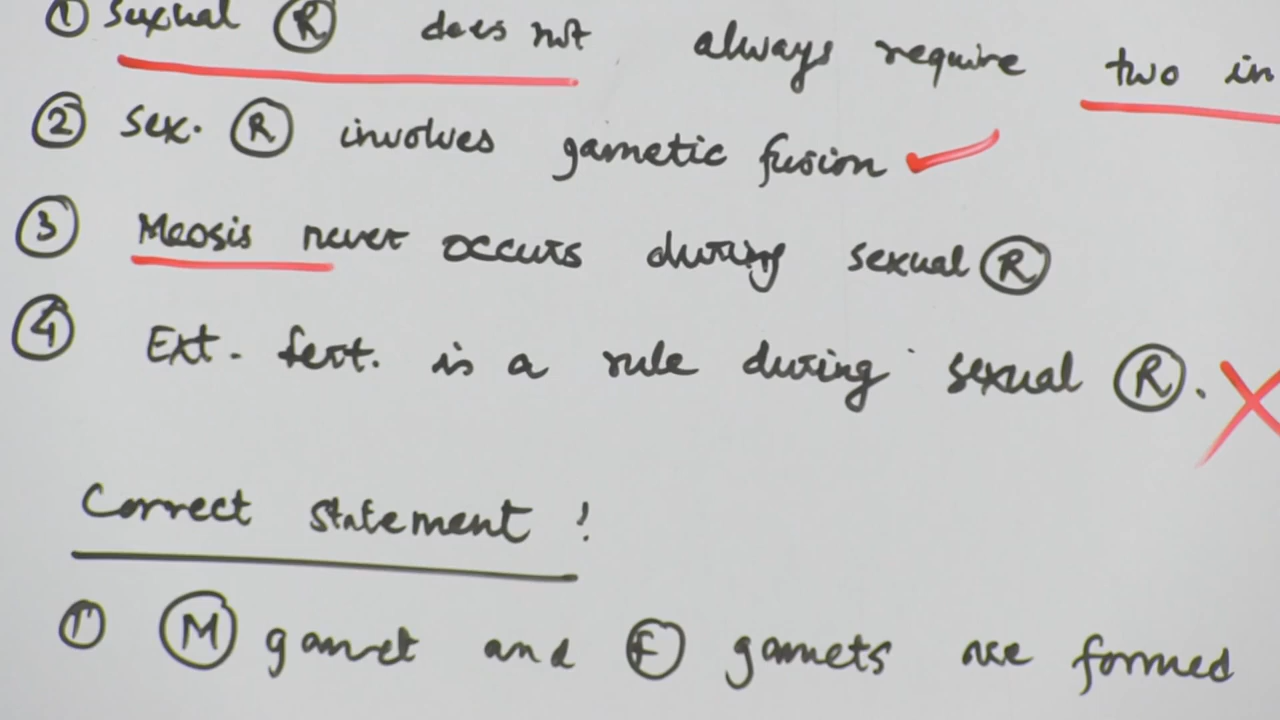 ① Sexual Ⓡ does not always require two in
② Sex. Ⓡ involves gametic fusion ✓
③ Meosis never occurs during sexual Ⓡ
④ Ext. fert. is a rule during sexual Ⓡ. ✗
Correct statement !
① Ⓜ gamet and Ⓕ gamets are formed